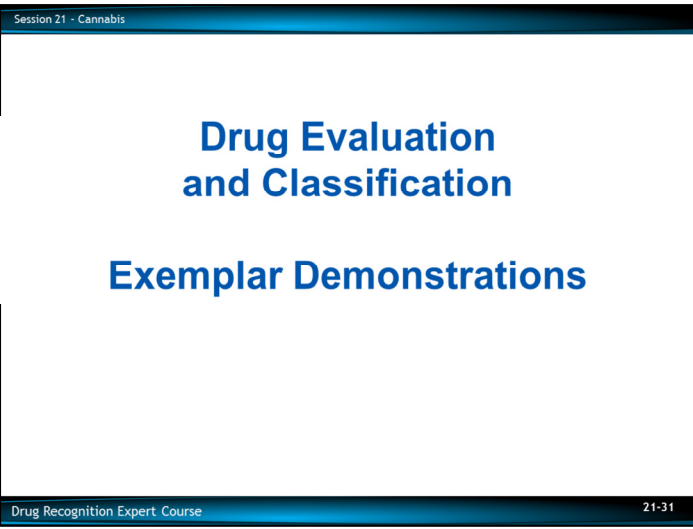 Session 21 - Cannabis
Drug Evaluation
and Classification
Exemplar Demonstrations
Drug Recognition Expert Course
21-31